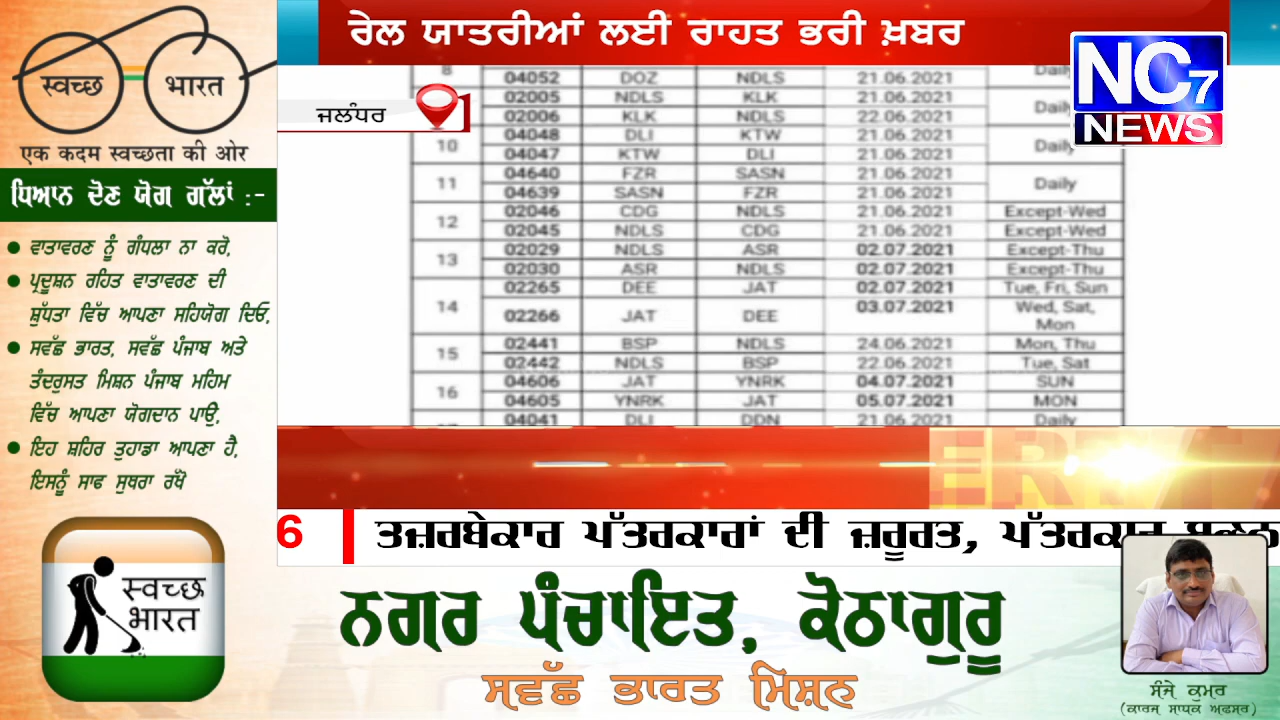 स्वच्छ भारत
एक कदम स्वच्छता की ओर
ਧਿਆਨ ਦੇਣ ਯੋਗ ਗੱਲਾਂ :-
ਵਾਤਾਵਰਣ ਨੂੰ ਗੰਧਲਾ ਨਾ ਕਰੋ,
ਪ੍ਰਦੂਸ਼ਨ ਰਹਿਤ ਵਾਤਾਵਰਣ ਦੀ
ਸ਼ੁੱਧਤਾ ਵਿੱਚ ਆਪਣਾ ਸਹਿਯੋਗ ਦਿਓ,
ਸਵੱਛ ਭਾਰਤ, ਸਵੱਛ ਪੰਜਾਬ ਅਤੇ
ਤੰਦਰੁਸਤ ਮਿਸ਼ਨ ਪੰਜਾਬ ਮਹਿਮ
ਵਿੱਚ ਆਪਣਾ ਯੋਗਦਾਨ ਪਾਉ,
ਇਹ ਸ਼ਹਿਰ ਤੁਹਾਡਾ ਆਪਣਾ ਹੈ,
ਇਸਨੂੰ ਸਾਫ ਸੁਥਰਾ ਰੱਖੋ
स्वच्छ
भारत
ਰੇਲ ਯਾਤਰੀਆਂ ਲਈ ਰਾਹਤ ਭਰੀ ਖ਼ਬਰ
NC7
NEWS
ਜਲੰਧਰ
8 04052 DOZ NDLS 21.06.2021 Daily
02005 NDLS KLK 21.06.2021 Daily
02006 KLK NDLS 22.06.2021
10 04048 DLI KTW 21.06.2021 Daily
04047 KTW DLI 21.06.2021
11 04640 FZR SASN 21.06.2021 Daily
04639 SASN FZR 21.06.2021
12 02046 CDG NDLS 21.06.2021 Except-Wed
02045 NDLS CDG 21.06.2021 Except-Wed
13 02029 NDLS ASR 02.07.2021 Except-Thu
02030 ASR NDLS 02.07.2021 Except-Thu
14 02265 DEE JAT 02.07.2021 Tue, Fri, Sun
02266 JAT DEE 03.07.2021 Wed, Sat,
Mon
15 02441 BSP NDLS 24.06.2021 Mon, Thu
02442 NDLS BSP 22.06.2021 Tue, Sat
16 04606 JAT YNRK 04.07.2021 SUN
04605 YNRK JAT 05.07.2021 MON
04041 DLI DDN 21.06.2021 Daily
6 ਤਜ਼ਰਬੇਕਾਰ ਪੱਤਰਕਾਰਾਂ ਦੀ ਜ਼ਰੂਰਤ, ਪੱਤਰਕਾਰ
ਨਗਰ ਪੰਚਾਇਤ, ਕੋਠਾਗੁਰੂ
ਸਵੱਛ ਭਾਰਤ ਮਿਸ਼ਨ
ਸੰਜੇ ਕੁਮਰ
(ਕਾਰਜ ਸਾਧਕ ਅਫਸਰ)